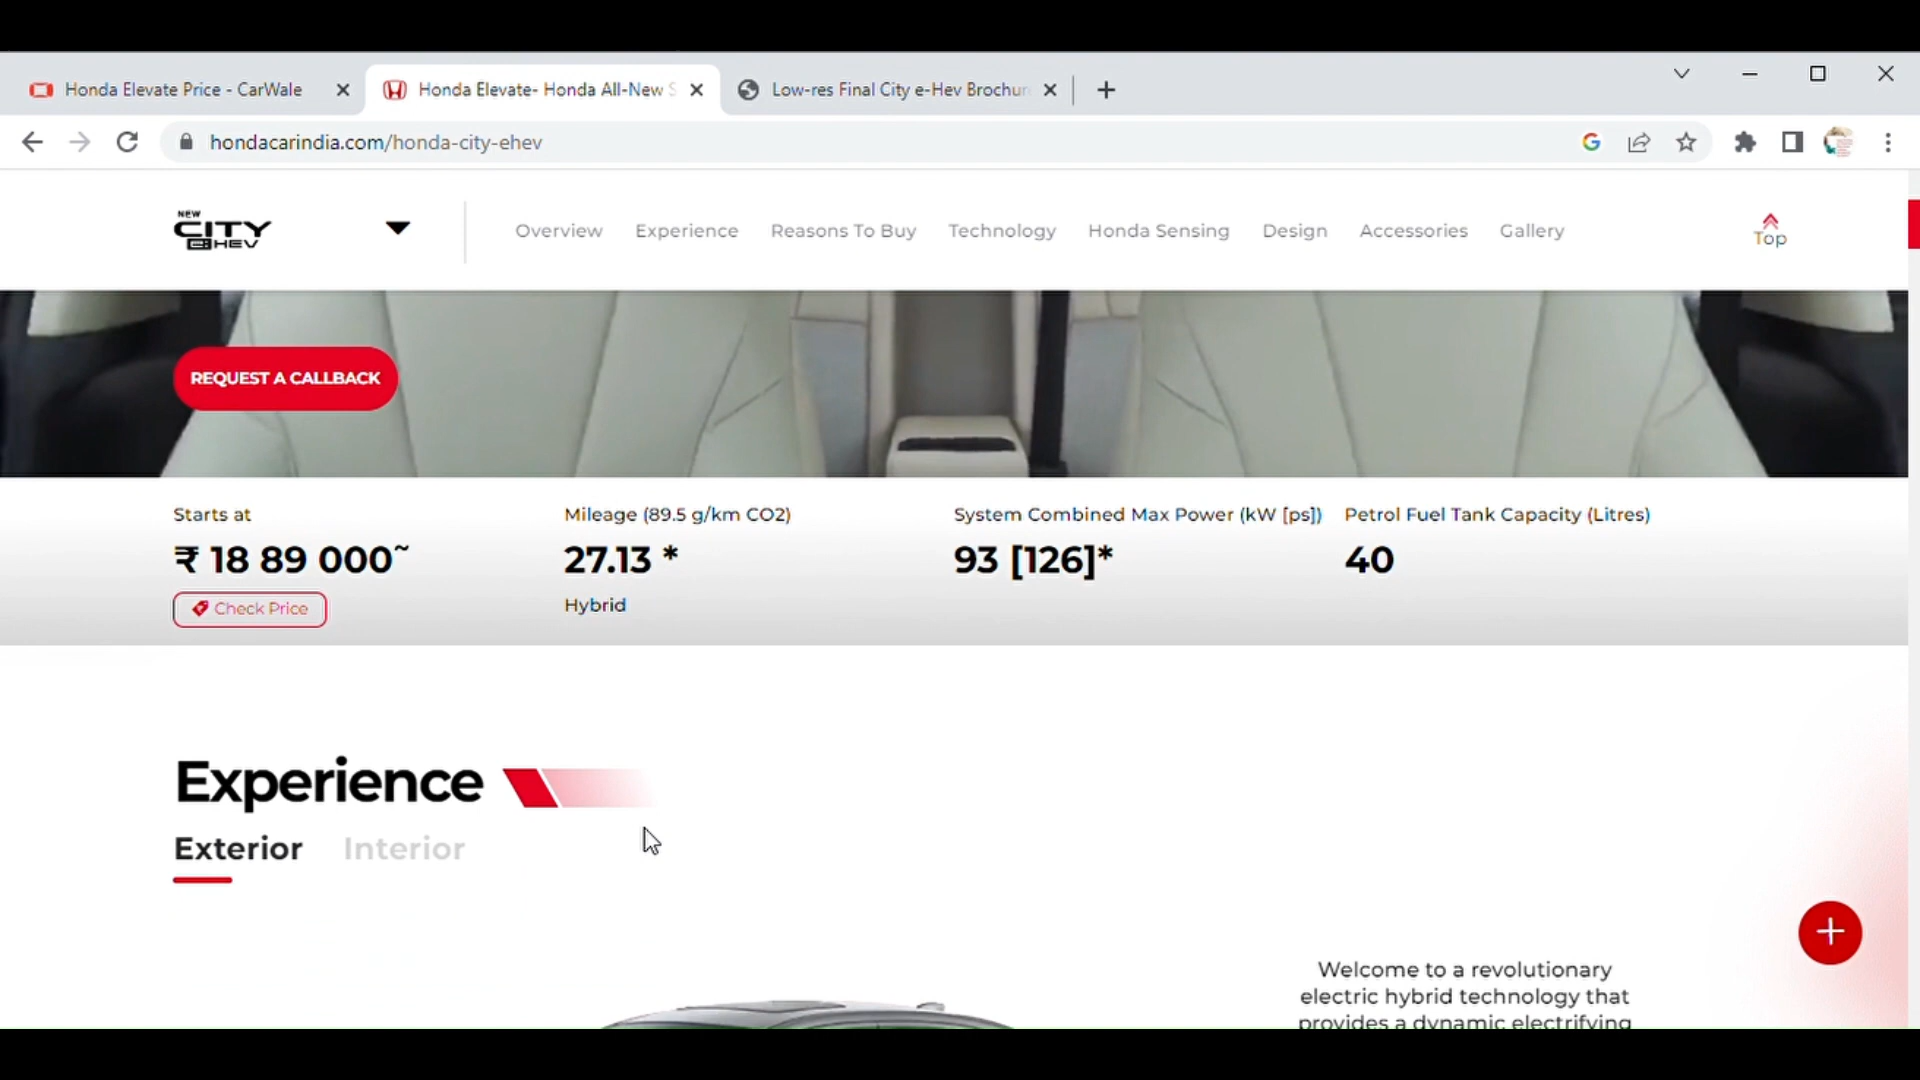 Honda Elevate Price - CarWale
Honda Elevate- Honda All-New S
Low-res Final City e-Hev Brochur
hondacarindia.com/honda-city-ehev
NEW
CITY
e:HEV
Overview
Experience
Reasons To Buy
Technology
Honda Sensing
Design
Accessories
Gallery
Top
REQUEST A CALLBACK
Starts at
₹ 18 89 000~
Check Price
Mileage (89.5 g/km CO2)
27.13 *
Hybrid
System Combined Max Power (kW [ps])
93 [126]*
Petrol Fuel Tank Capacity (Litres)
40
Experience
Exterior
Interior
Welcome to a revolutionary
electric hybrid technology that
provides a dynamic electrifying